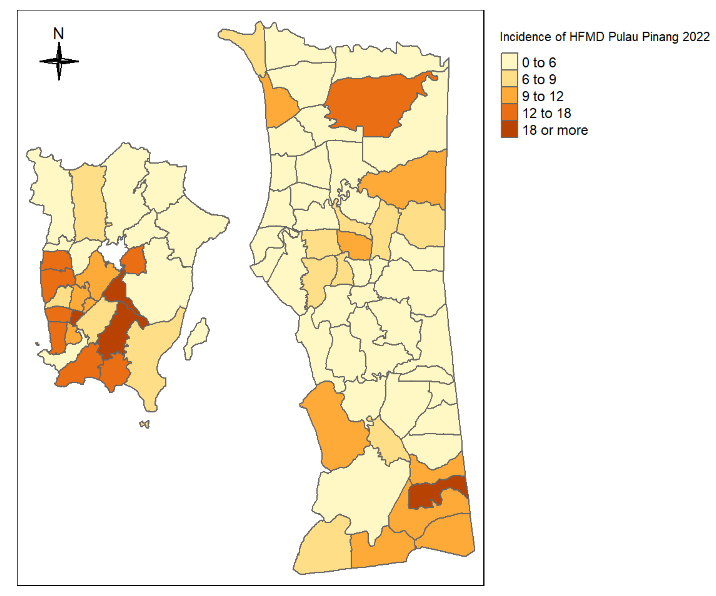 Incidence of HFMD Pulau Pinang 2022
N
0 to 6
6 to 9
9 to 12
12 to 18
18 or more